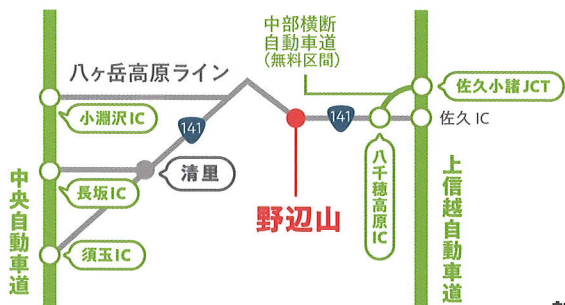 中部横断
自動車道
(無料区間)
八ヶ岳高原ライン
佐久小諸JCT
小淵沢IC
141
141
佐久IC
清里
長坂IC
野辺山
八千穂高原IC
須玉IC
中央自動車道
上信越自動車道